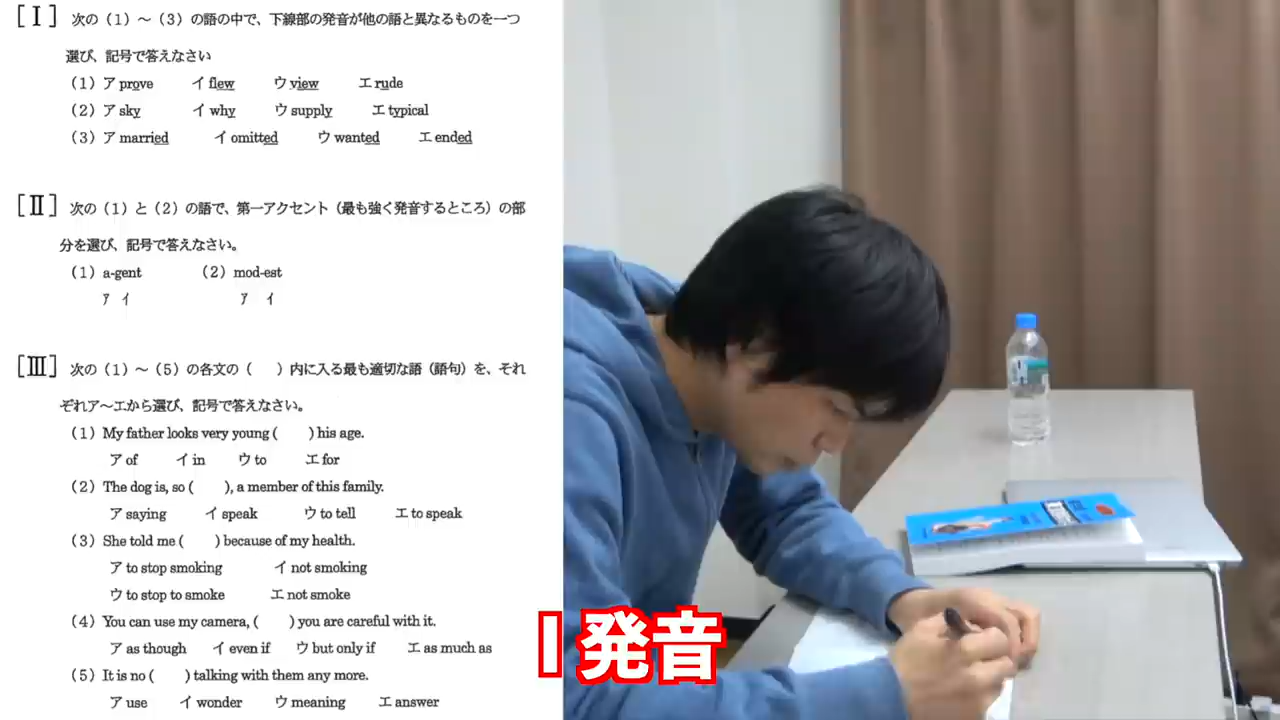 [Ⅰ] 次の（1）～（3）の語の中で、下線部の発音が他の語と異なるものを一つ
選び、記号で答えなさい
（1）ア prove イ flew ウ view エ rude
（2）ア sky イ why ウ supply エ typical
（3）ア married イ omitted ウ wanted エ ended
[Ⅱ] 次の（1）と（2）の語で、第一アクセント（最も強く発音するところ）の部
分を選び、記号で答えなさい。
（1）a-gent （2）mod-est
ア イ ア イ
[Ⅲ] 次の（1）～（5）の各文の（ ）内に入る最も適切な語（語句）を、それ
ぞれア～エから選び、記号で答えなさい。
（1）My father looks very young ( ) his age.
ア of イ in ウ to エ for
（2）The dog is, so ( ), a member of this family.
ア saying イ speak ウ to tell エ to speak
（3）She told me ( ) because of my health.
ア to stop smoking イ not smoking
ウ to stop to smoke エ not smoke
（4）You can use my camera, ( ) you are careful with it.
ア as though イ even if ウ but only if エ as much as
（5）It is no ( ) talking with them any more.
ア use イ wonder ウ meaning エ answer
Ⅰ発音